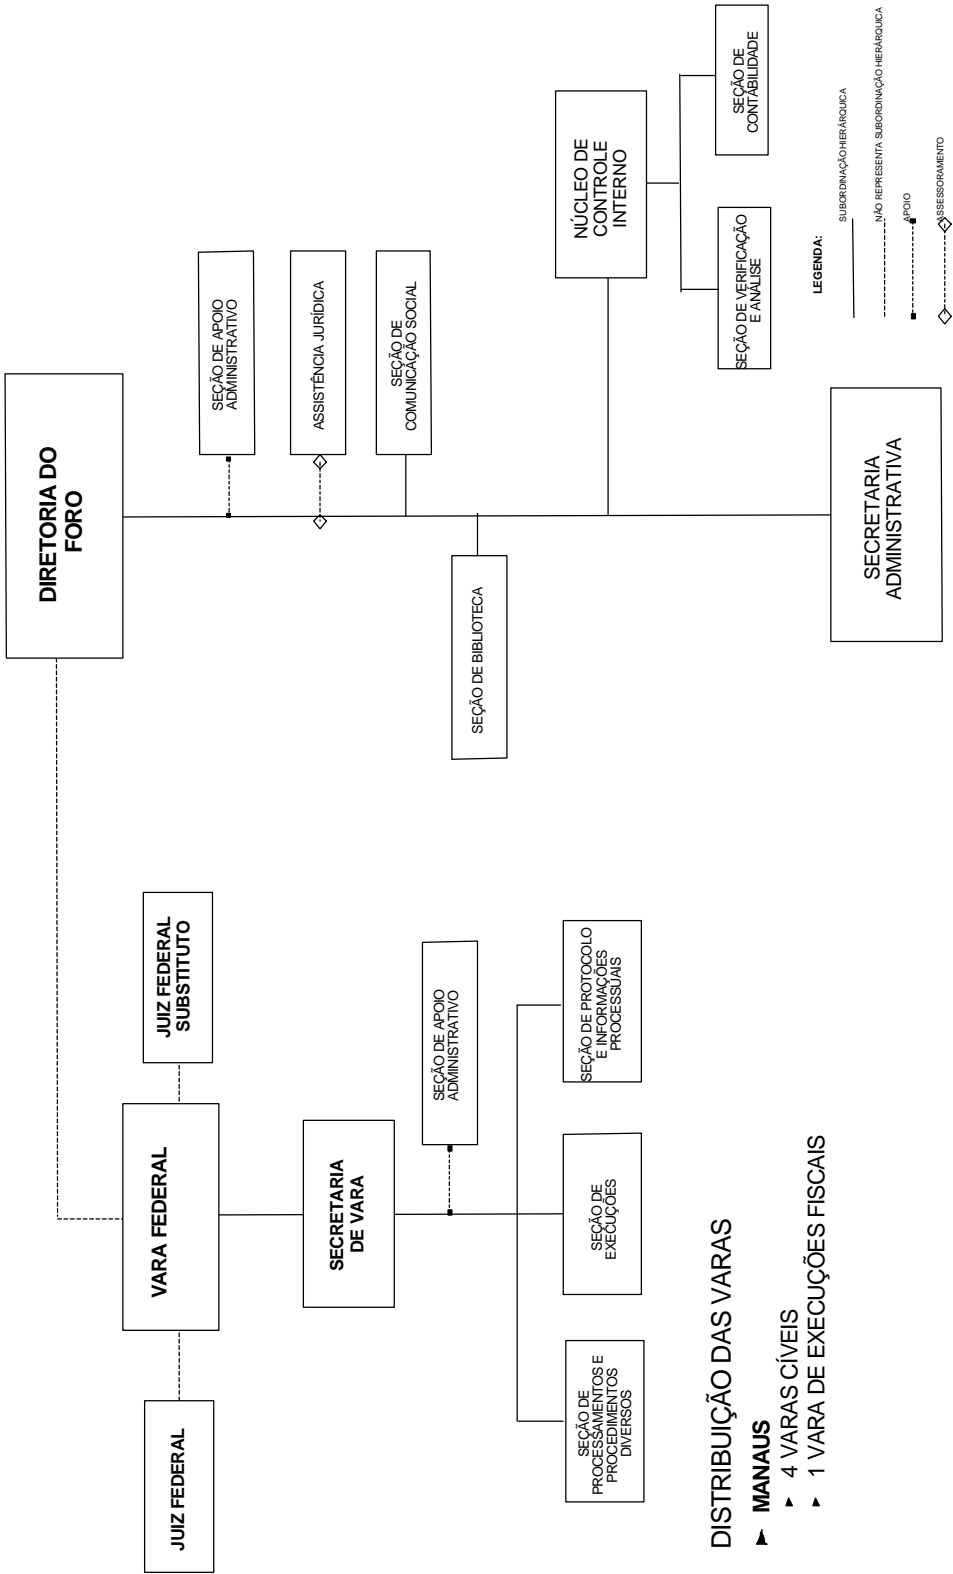 DIRETORIA DO
FORO
SEÇÃO DE APOIO
ADMINISTRATIVO
ASSISTÊNCIA JURÍDICA
SEÇÃO DE
COMUNICAÇÃO SOCIAL
SEÇÃO DE BIBLIOTECA
NÚCLEO DE
CONTROLE
INTERNO
SEÇÃO DE VERIFICAÇÃO
E ANÁLISE
SEÇÃO DE
CONTABILIDADE
SECRETARIA
ADMINISTRATIVA
LEGENDA:
SUBORDINAÇÃO HIERÁRQUICA
NÃO REPRESENTA SUBORDINAÇÃO HIERÁRQUICA
APOIO
ASSESSORAMENTO
JUIZ FEDERAL
VARA FEDERAL
JUIZ FEDERAL
SUBSTITUTO
SECRETARIA
DE VARA
SEÇÃO DE APOIO
ADMINISTRATIVO
SEÇÃO DE
PROCESSAMENTOS E
PROCEDIMENTOS
DIVERSOS
SEÇÃO DE
EXECUÇÕES
SEÇÃO DE PROTOCOLO
E INFORMAÇÕES
PROCESSUAIS
DISTRIBUIÇÃO DAS VARAS
► MANAUS
► 4 VARAS CÍVEIS
► 1 VARA DE EXECUÇÕES FISCAIS